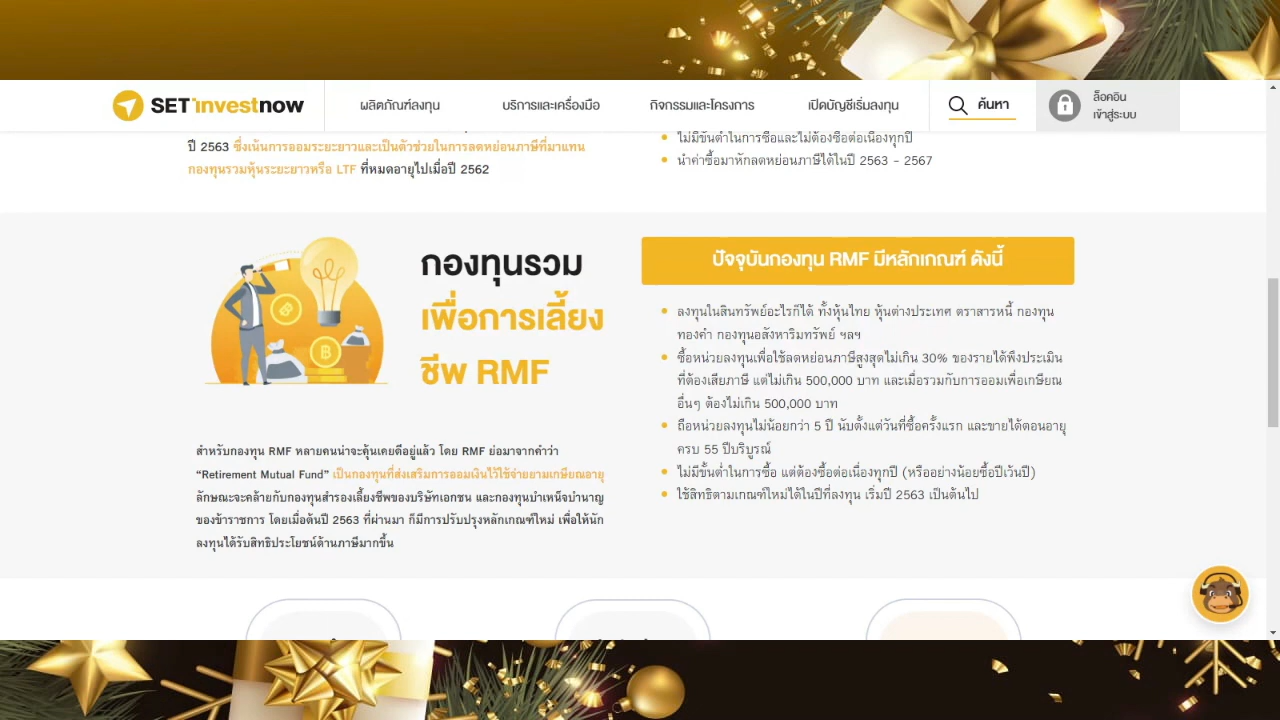 SET investnow
ผลิตภัณฑ์ลงทุน
บริการและเครื่องมือ
กิจกรรมและโครงการ
เปิดบัญชีเริ่มลงทุน
ค้นหา
ล็อคอิน
เข้าสู่ระบบ
ปี 2563 ซึ่งเน้นการออมระยะยาวและเป็นตัวช่วยในการลดหย่อนภาษีที่มาแทน
กองทุนรวมหุ้นระยะยาวหรือ LTF ที่หมดอายุไปเมื่อปี 2562
ไม่มีขั้นต่ำในการซื้อและไม่ต้องซื้อต่อเนื่องทุกปี
นำค่าซื้อมาหักลดหย่อนภาษีได้ในปี 2563 - 2567
กองทุนรวม
เพื่อการเลี้ยง
ชีพ RMF
สำหรับกองทุน RMF หลายคนน่าจะคุ้นเคยดีอยู่แล้ว โดย RMF ย่อมาจากคำว่า
“Retirement Mutual Fund” เป็นกองทุนที่ส่งเสริมการออมเงินไว้ใช้จ่ายยามเกษียณอายุ
ลักษณะจะคล้ายกับกองทุนสำรองเลี้ยงชีพของบริษัทเอกชน และกองทุนบำเหน็จบำนาญ
ของข้าราชการ โดยเมื่อต้นปี 2563 ที่ผ่านมา ก็มีการปรับปรุงหลักเกณฑ์ใหม่ เพื่อให้นัก
ลงทุนได้รับสิทธิประโยชน์ด้านภาษีมากขึ้น
ปัจจุบันกองทุน RMF มีหลักเกณฑ์ ดังนี้
ลงทุนในสินทรัพย์อะไรก็ได้ ทั้งหุ้นไทย หุ้นต่างประเทศ ตราสารหนี้ กองทุน
ทองคำ กองทุนอสังหาริมทรัพย์ ฯลฯ
ซื้อหน่วยลงทุนเพื่อใช้ลดหย่อนภาษีสูงสุดไม่เกิน 30% ของรายได้พึงประเมิน
ที่ต้องเสียภาษี แต่ไม่เกิน 500,000 บาท และเมื่อรวมกับการออมเพื่อเกษียณ
อื่นๆ ต้องไม่เกิน 500,000 บาท
ถือหน่วยลงทุนไม่น้อยกว่า 5 ปี นับตั้งแต่วันที่ซื้อครั้งแรก และขายได้ตอนอายุ
ครบ 55 ปีบริบูรณ์
ไม่มีขั้นต่ำในการซื้อ แต่ต้องซื้อต่อเนื่องทุกปี (หรืออย่างน้อยซื้อปีเว้นปี)
ใช้สิทธิตามเกณฑ์ใหม่ได้ในปีที่ลงทุน เริ่มปี 2563 เป็นต้นไป